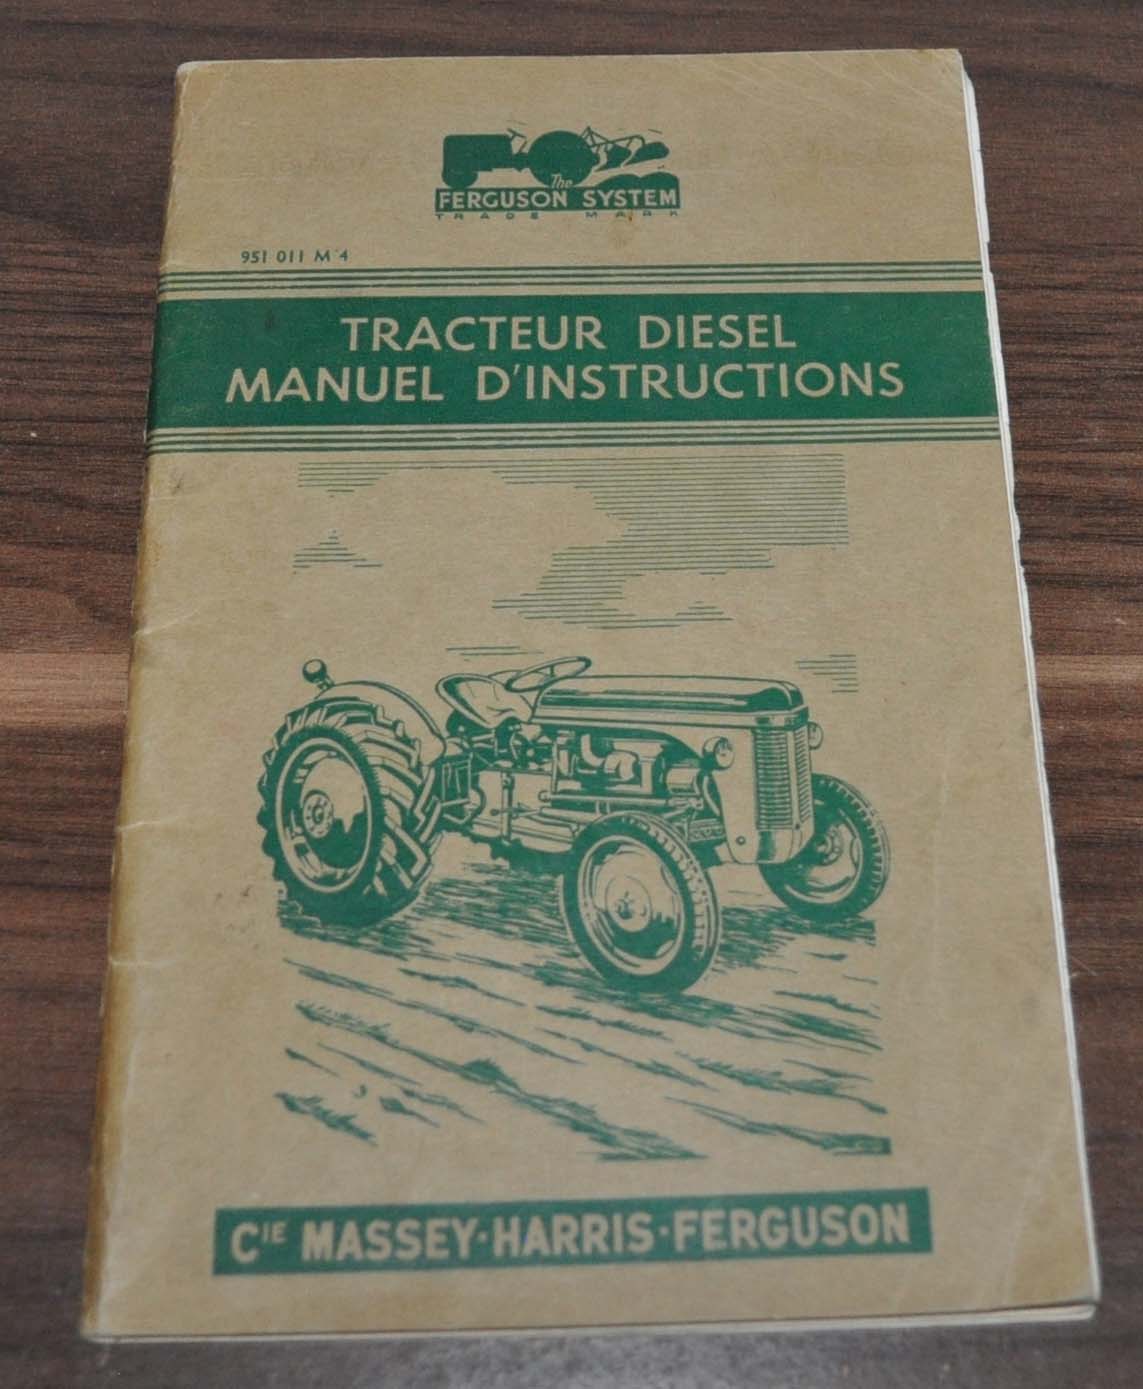 The
FERGUSON SYSTEM
TRADE MARK
951 011 M 4
TRACTEUR DIESEL
MANUEL D'INSTRUCTIONS
CIE MASSEY-HARRIS-FERGUSON